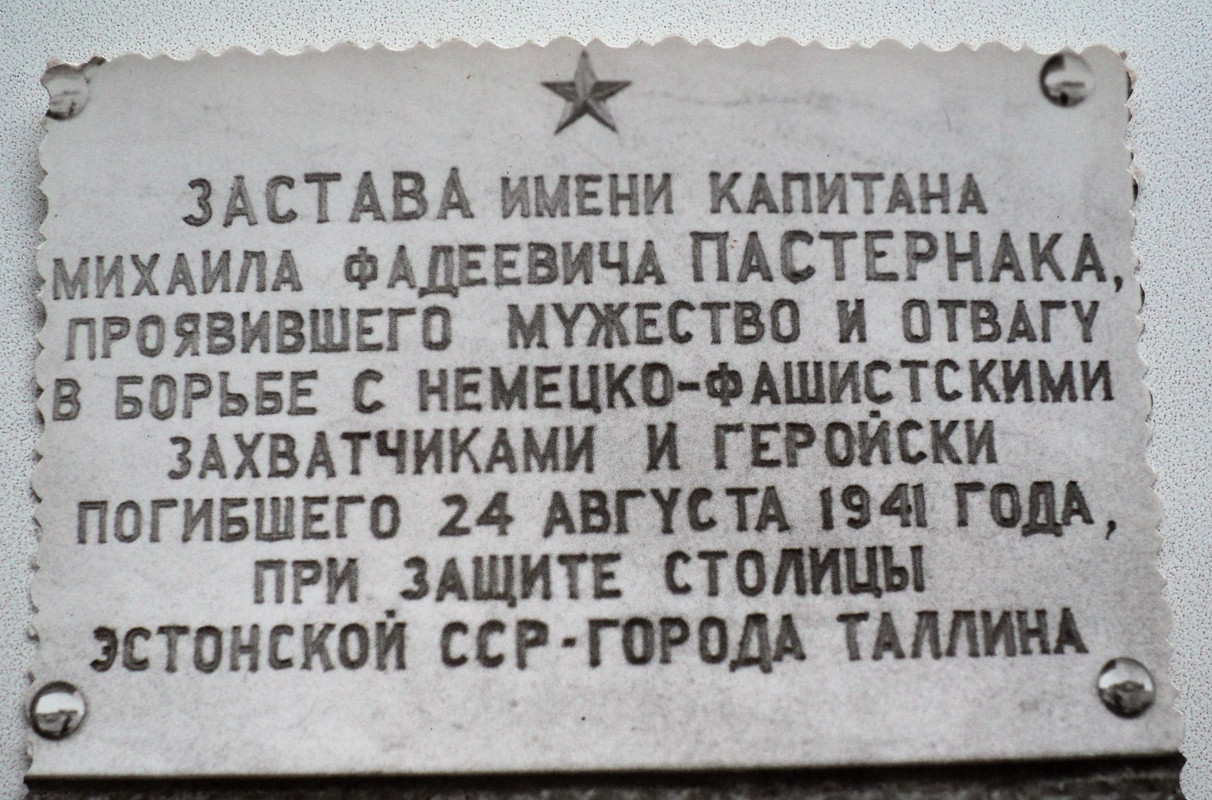 ЗАСТАВА ИМЕНИ КАПИТАНА
МИХАИЛА ФАДЕЕВИЧА ПАСТЕРНАКА,
ПРОЯВИВШЕГО МУЖЕСТВО И ОТВАГУ
В БОРЬБЕ С НЕМЕЦКО-ФАШИСТСКИМИ
ЗАХВАТЧИКАМИ И ГЕРОЙСКИ
ПОГИБШЕГО 24 АВГУСТА 1941 ГОДА,
ПРИ ЗАЩИТЕ СТОЛИЦЫ
ЭСТОНСКОЙ ССР-ГОРОДА ТАЛЛИНА